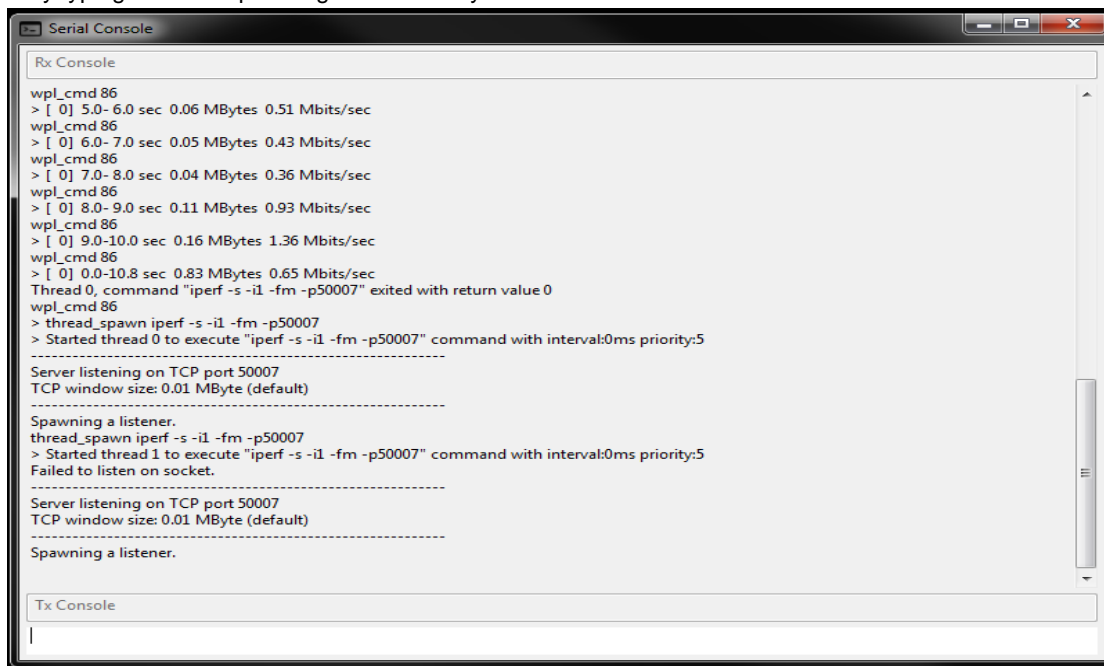 Serial Console
Rx Console
wpl_cmd 86
> [ 0] 5.0- 6.0 sec 0.06 MBytes 0.51 Mbits/sec
wpl_cmd 86
> [ 0] 6.0- 7.0 sec 0.05 MBytes 0.43 Mbits/sec
wpl_cmd 86
> [ 0] 7.0- 8.0 sec 0.04 MBytes 0.36 Mbits/sec
wpl_cmd 86
> [ 0] 8.0- 9.0 sec 0.11 MBytes 0.93 Mbits/sec
wpl_cmd 86
> [ 0] 9.0-10.0 sec 0.16 MBytes 1.36 Mbits/sec
wpl_cmd 86
> [ 0] 0.0-10.8 sec 0.83 MBytes 0.65 Mbits/sec
Thread 0, command "iperf -s -i1 -fm -p50007" exited with return value 0
wpl_cmd 86
> thread_spawn iperf -s -i1 -fm -p50007
> Started thread 0 to execute "iperf -s -i1 -fm -p50007" command with interval:0ms priority:5
------------------------------------------------------------
Server listening on TCP port 50007
TCP window size: 0.01 MByte (default)
------------------------------------------------------------
Spawning a listener.
thread_spawn iperf -s -i1 -fm -p50007
> Started thread 1 to execute "iperf -s -i1 -fm -p50007" command with interval:0ms priority:5
Failed to listen on socket.
------------------------------------------------------------
Server listening on TCP port 50007
TCP window size: 0.01 MByte (default)
------------------------------------------------------------
Spawning a listener.
Tx Console